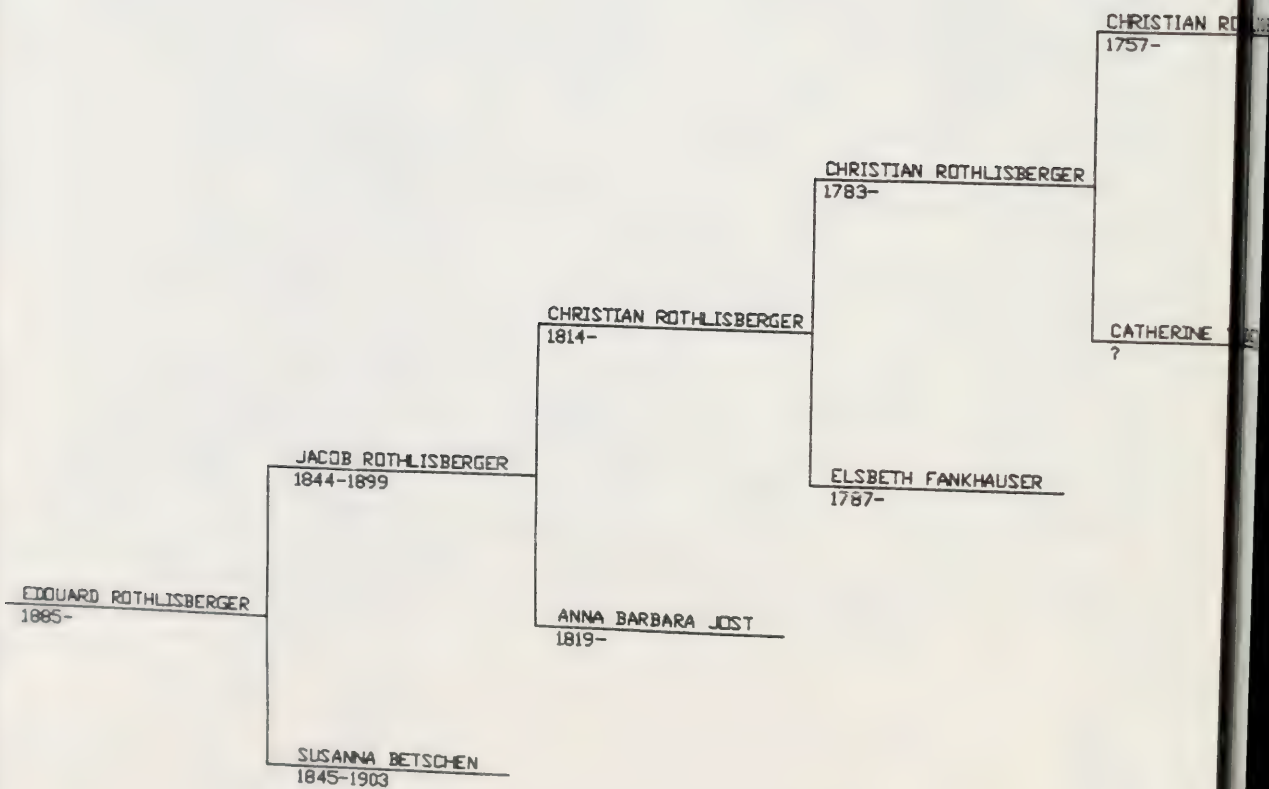 CHRISTIAN
1757-
CHRISTIAN ROTHLISBERGER
1783-
CHRISTIAN ROTHLISBERGER
1814-
CATHERINE
?
JACOB ROTHLISBERGER
1844-1899
ELSBETH FANKHAUSER
1787-
EDOUARD ROTHLISBERGER
1885-
ANNA BARBARA JOST
1819-
SUSANNA BETSCHEN
1845-1903